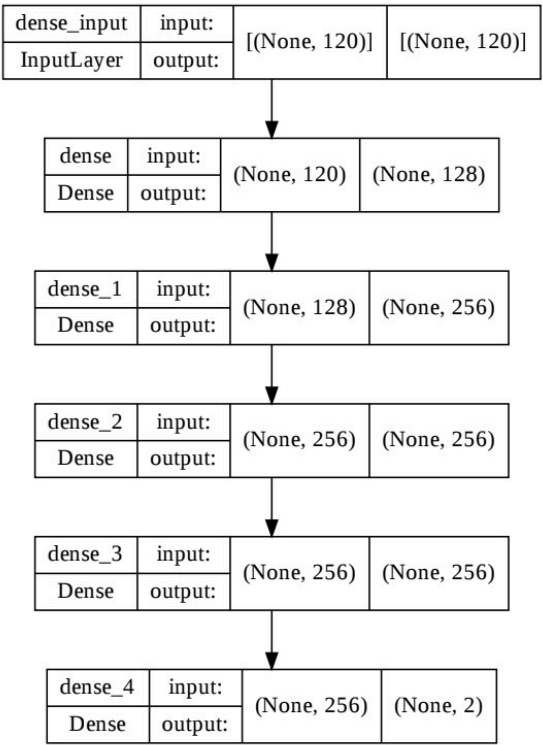 dense_input input: [(None, 120)] [(None, 120)]
InputLayer output:
dense input: (None, 120) (None, 128)
Dense output:
dense_1 input: (None, 128) (None, 256)
Dense output:
dense_2 input: (None, 256) (None, 256)
Dense output:
dense_3 input: (None, 256) (None, 256)
Dense output:
dense_4 input: (None, 256) (None, 2)
Dense output: